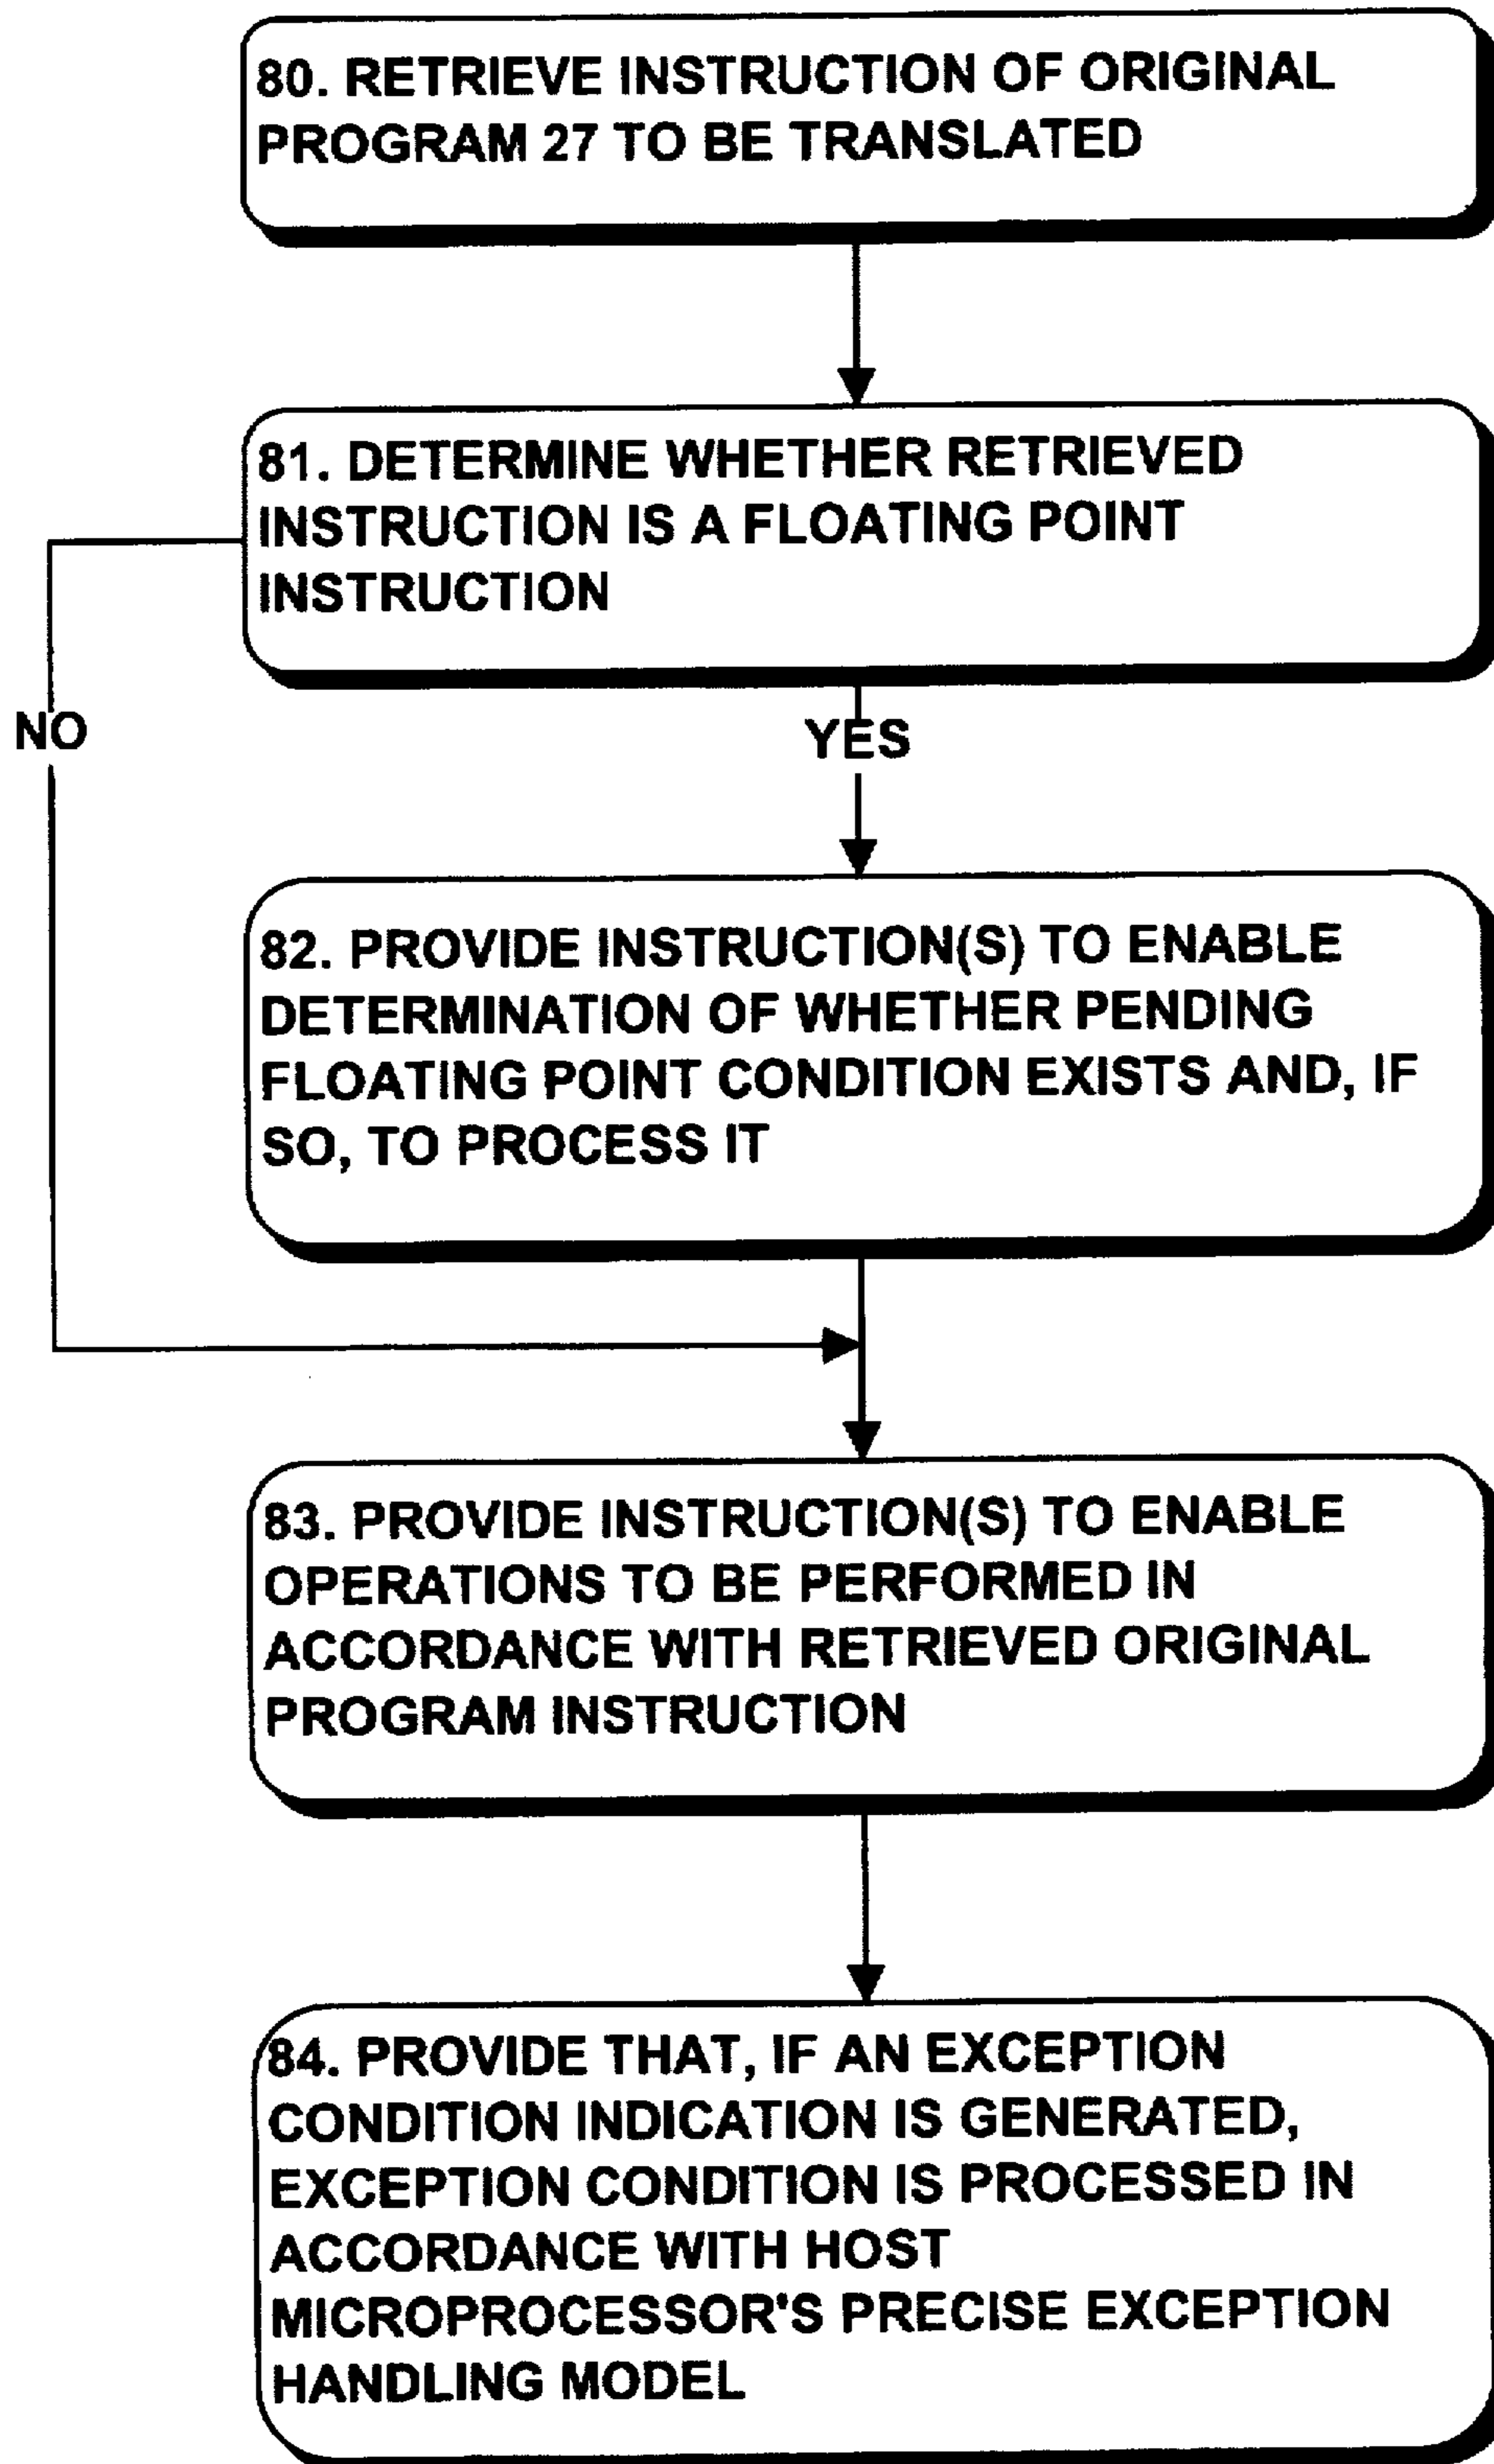 80. RETRIEVE INSTRUCTION OF ORIGINAL
PROGRAM 27 TO BE TRANSLATED
81. DETERMINE WHETHER RETRIEVED
INSTRUCTION IS A FLOATING POINT
INSTRUCTION
NO
YES
82. PROVIDE INSTRUCTION(S) TO ENABLE
DETERMINATION OF WHETHER PENDING
FLOATING POINT CONDITION EXISTS AND, IF
SO, TO PROCESS IT
83. PROVIDE INSTRUCTION(S) TO ENABLE
OPERATIONS TO BE PERFORMED IN
ACCORDANCE WITH RETRIEVED ORIGINAL
PROGRAM INSTRUCTION
84. PROVIDE THAT, IF AN EXCEPTION
CONDITION INDICATION IS GENERATED,
EXCEPTION CONDITION IS PROCESSED IN
ACCORDANCE WITH HOST
MICROPROCESSOR'S PRECISE EXCEPTION
HANDLING MODEL